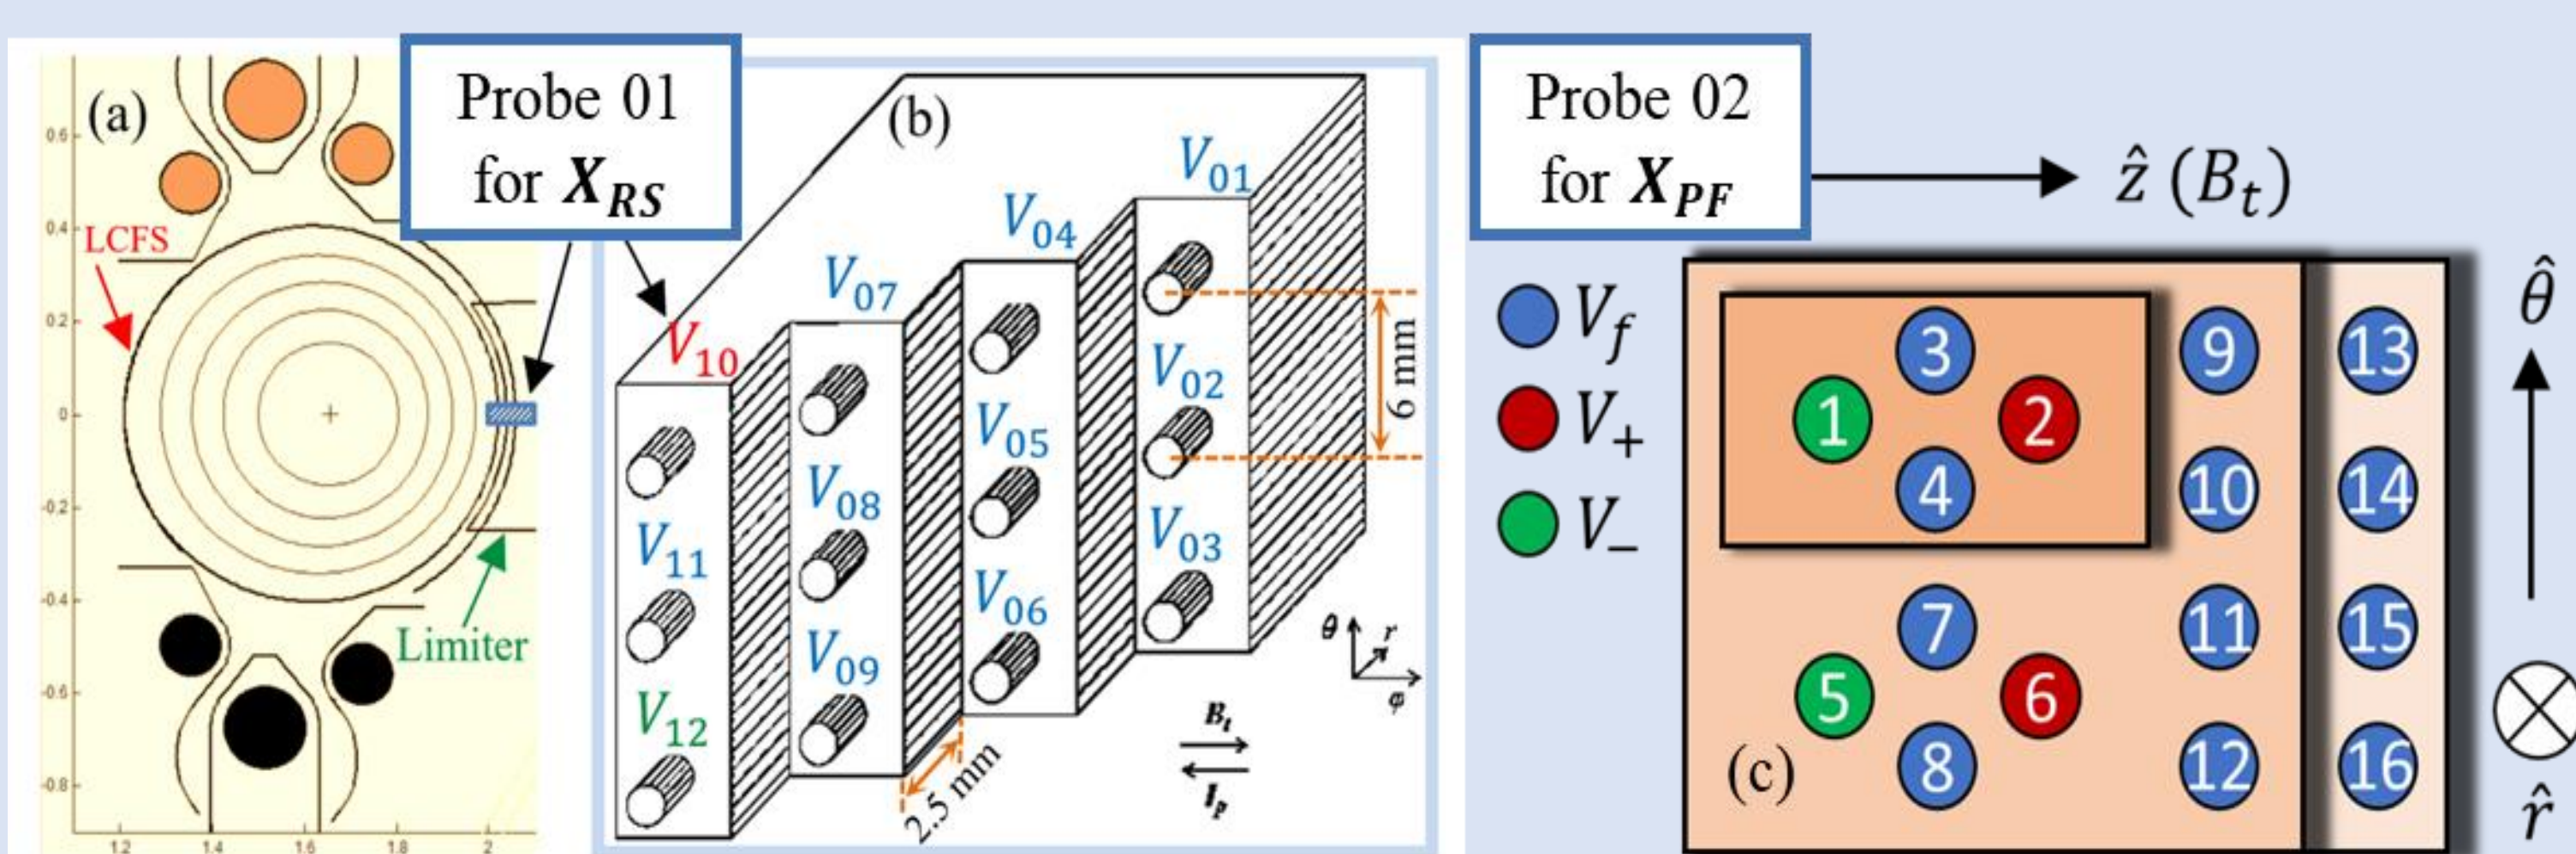 (a)
0.6
0.4
0.2
0
-0.2
-0.4
-0.6
-0.8
1.2
1.4
1.6
1.8
2
LCFS
Limiter
Probe 01
for X_RS
(b)
V_01
V_04
V_07
V_10
V_02
V_05
V_08
V_11
V_03
V_06
V_09
V_12
6 mm
2.5 mm
θ
r
φ
B_t
I_p
Probe 02
for X_PF
ẑ (B_t)
V_f
V_+
V_−
θ̂
r̂
3
9
13
1
2
4
10
14
7
11
15
5
6
8
12
16
(c)